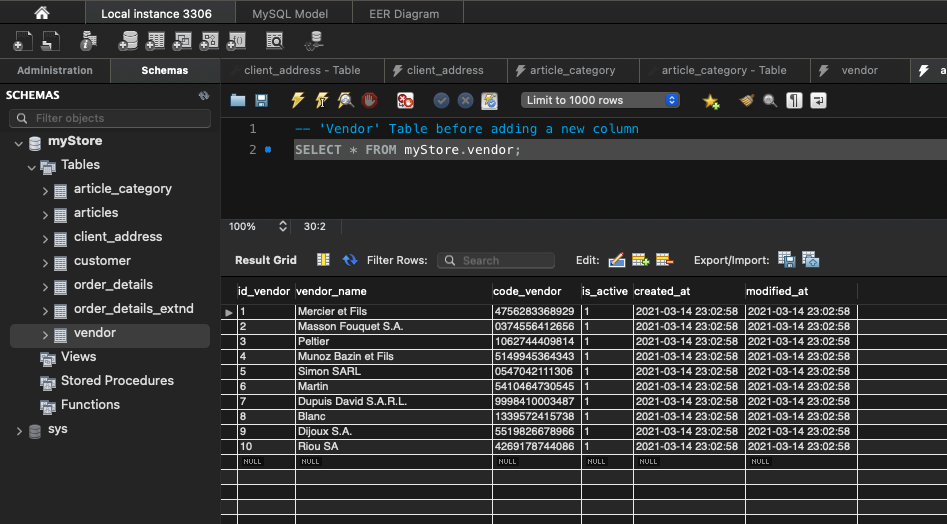 Local instance 3306 MySQL Model EER Diagram
Administration Schemas client_address - Table client_address article_category article_category - Table vendor a
SCHEMAS
Filter objects
myStore
Tables
article_category
articles
client_address
customer
order_details
order_details_extnd
vendor
Views
Stored Procedures
Functions
sys
Limit to 1000 rows
1 -- 'Vendor' Table before adding a new column
2 SELECT * FROM myStore.vendor;
100% 30:2
Result Grid Filter Rows: Search Edit: Export/Import:
id_vendor vendor_name code_vendor is_active created_at modified_at
1 Mercier et Fils 4756283368929 1 2021-03-14 23:02:58 2021-03-14 23:02:58
2 Masson Fouquet S.A. 0374556412656 1 2021-03-14 23:02:58 2021-03-14 23:02:58
3 Peltier 1062744409814 1 2021-03-14 23:02:58 2021-03-14 23:02:58
4 Munoz Bazin et Fils 5149945364343 1 2021-03-14 23:02:58 2021-03-14 23:02:58
5 Simon SARL 0547042111306 1 2021-03-14 23:02:58 2021-03-14 23:02:58
6 Martin 5410464730545 1 2021-03-14 23:02:58 2021-03-14 23:02:58
7 Dupuis David S.A.R.L. 9998410003487 1 2021-03-14 23:02:58 2021-03-14 23:02:58
8 Blanc 1339572415738 1 2021-03-14 23:02:58 2021-03-14 23:02:58
9 Dijoux S.A. 5519826678966 1 2021-03-14 23:02:58 2021-03-14 23:02:58
10 Riou SA 4269178744086 1 2021-03-14 23:02:58 2021-03-14 23:02:58
NULL NULL NULL NULL NULL NULL